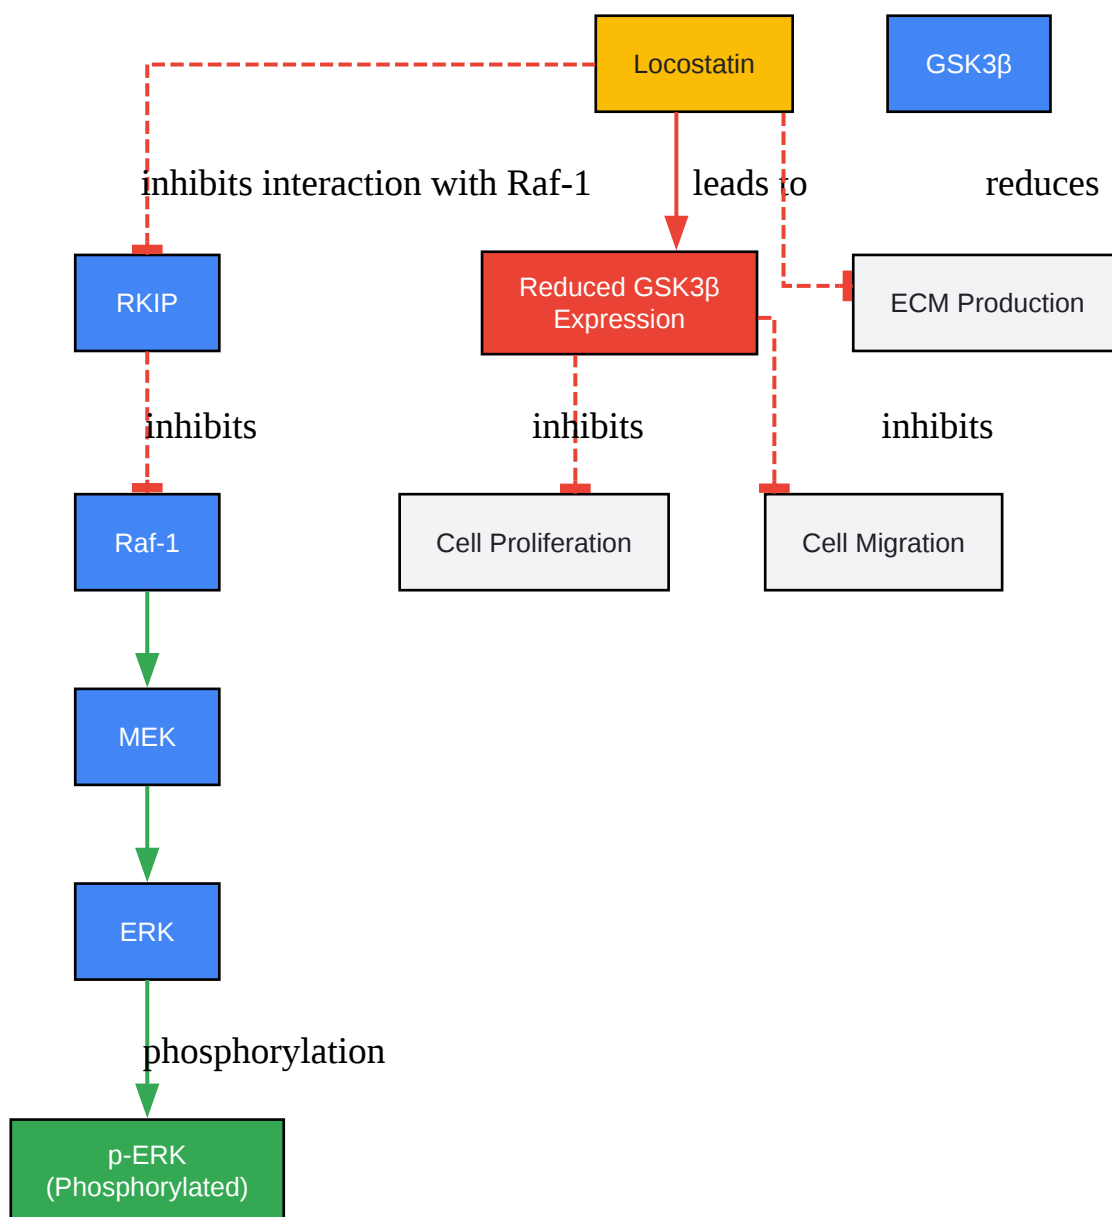 Locostatin
GSK3β
inhibits interaction with Raf-1
leads to
reduces
RKIP
Reduced GSK3β
Expression
ECM Production
inhibits
inhibits
inhibits
Raf-1
Cell Proliferation
Cell Migration
MEK
ERK
phosphorylation
p-ERK
(Phosphorylated)